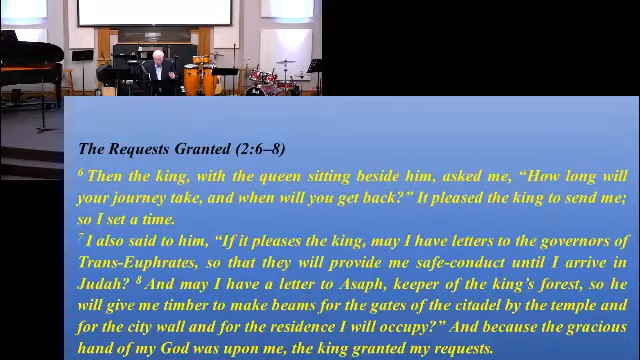 The Requests Granted (2:6–8)
6 Then the king, with the queen sitting beside him, asked me, “How long will
your journey take, and when will you get back?” It pleased the king to send me;
so I set a time.
7 I also said to him, “If it pleases the king, may I have letters to the governors of
Trans-Euphrates, so that they will provide me safe-conduct until I arrive in
Judah? 8 And may I have a letter to Asaph, keeper of the king’s forest, so he
will give me timber to make beams for the gates of the citadel by the temple and
for the city wall and for the residence I will occupy?” And because the gracious
hand of my God was upon me, the king granted my requests.